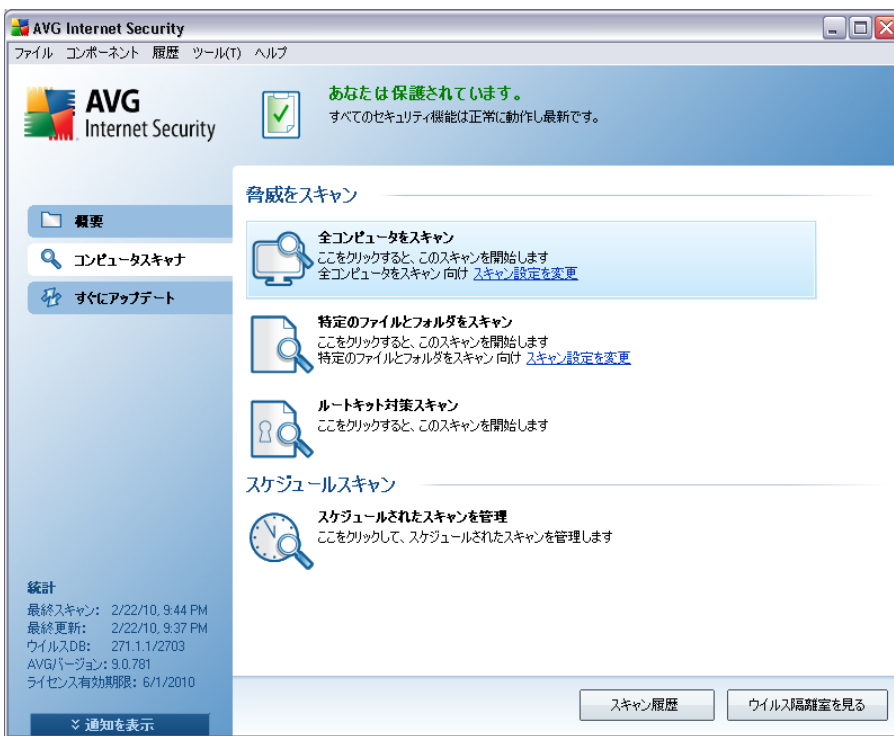 AVG Internet Security
ファイル コンポーネント 履歴 ツール(T) ヘルプ
AVG
Internet Security
あなたは保護されています。
すべてのセキュリティ機能は正常に動作し最新です。
概要
コンピュータスキャナ
すぐにアップデート
脅威をスキャン
全コンピュータをスキャン
ここをクリックすると、このスキャンを開始します
全コンピュータをスキャン 向け スキャン設定を変更
特定のファイルとフォルダをスキャン
ここをクリックすると、このスキャンを開始します
特定のファイルとフォルダをスキャン 向け スキャン設定を変更
ルートキット対策スキャン
ここをクリックすると、このスキャンを開始します
スケジュールスキャン
スケジュールされたスキャンを管理
ここをクリックして、スケジュールされたスキャンを管理します
統計
最終スキャン: 2/22/10, 9:44 PM
最終更新: 2/22/10, 9:37 PM
ウイルスDB: 271.1.1/2703
AVGバージョン: 9.0.781
ライセンス有効期限: 6/1/2010
通知を表示
スキャン履歴
ウイルス隔離室を見る